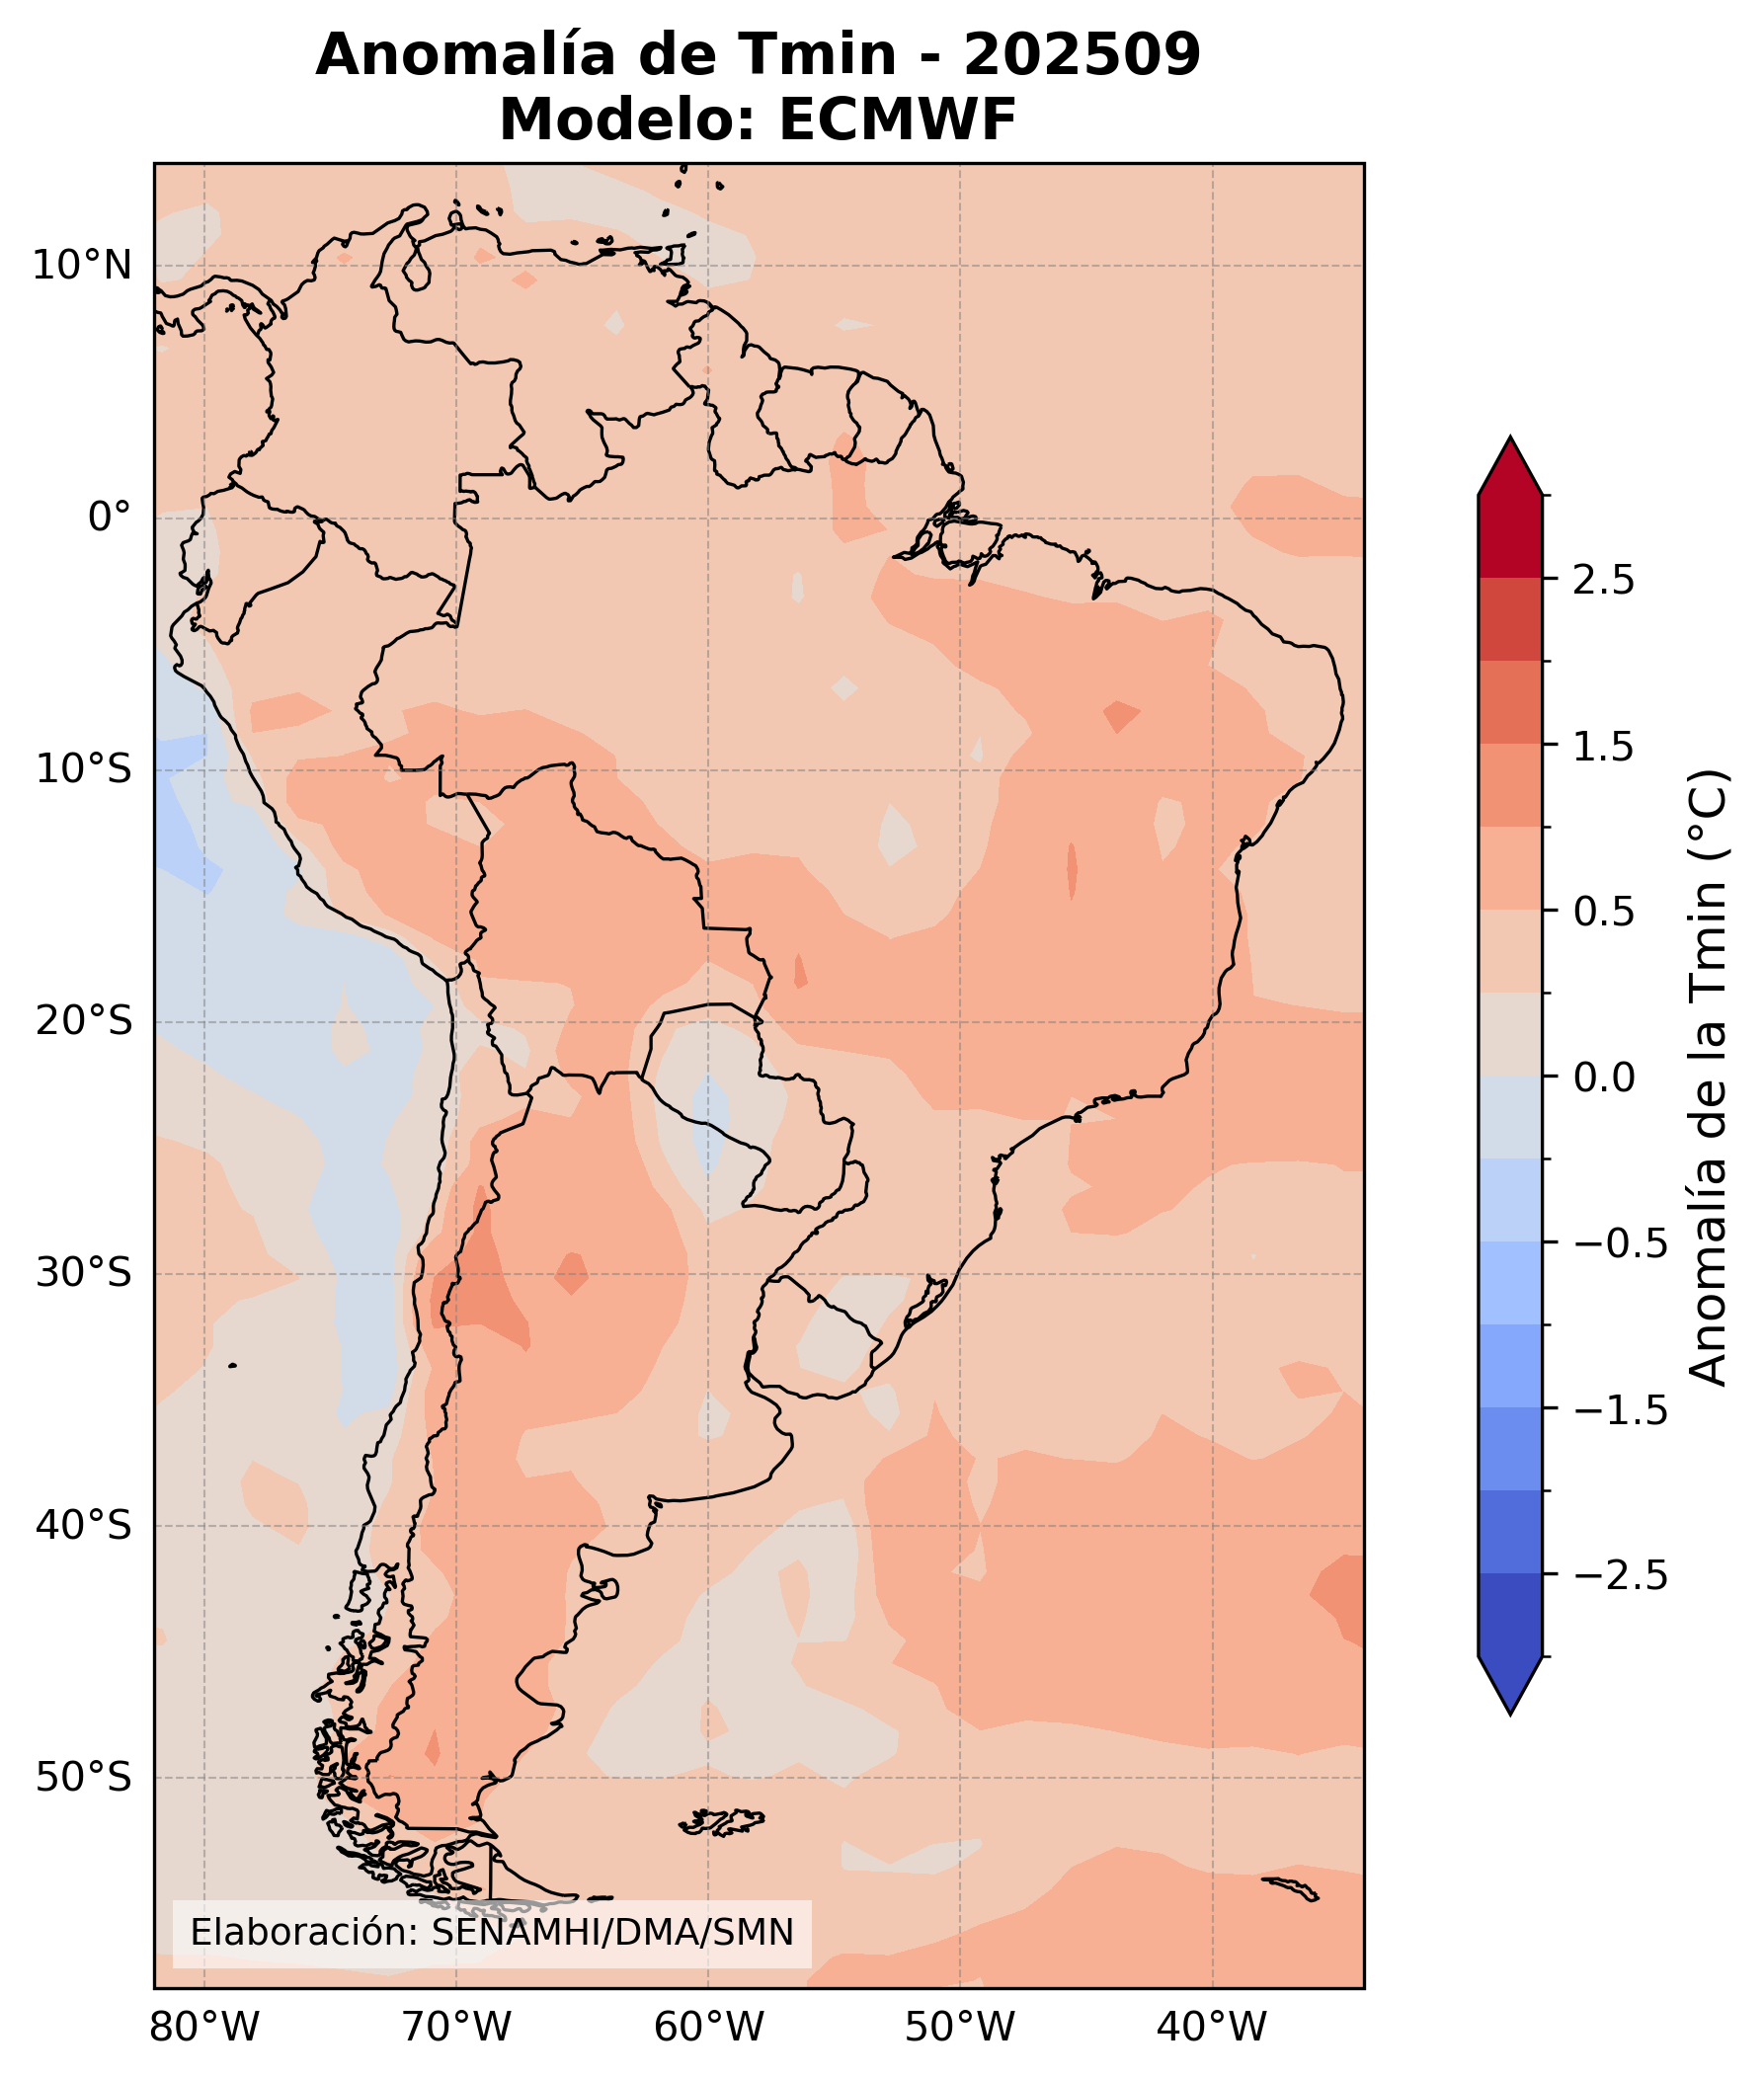 Anomalía de Tmin - 202509
Modelo: ECMWF
10°N
0°
10°S
20°S
30°S
40°S
50°S
80°W
70°W
60°W
50°W
40°W
Elaboración: SENAMHI/DMA/SMN
2.5
1.5
0.5
0.0
−0.5
−1.5
−2.5
Anomalía de la Tmin (°C)